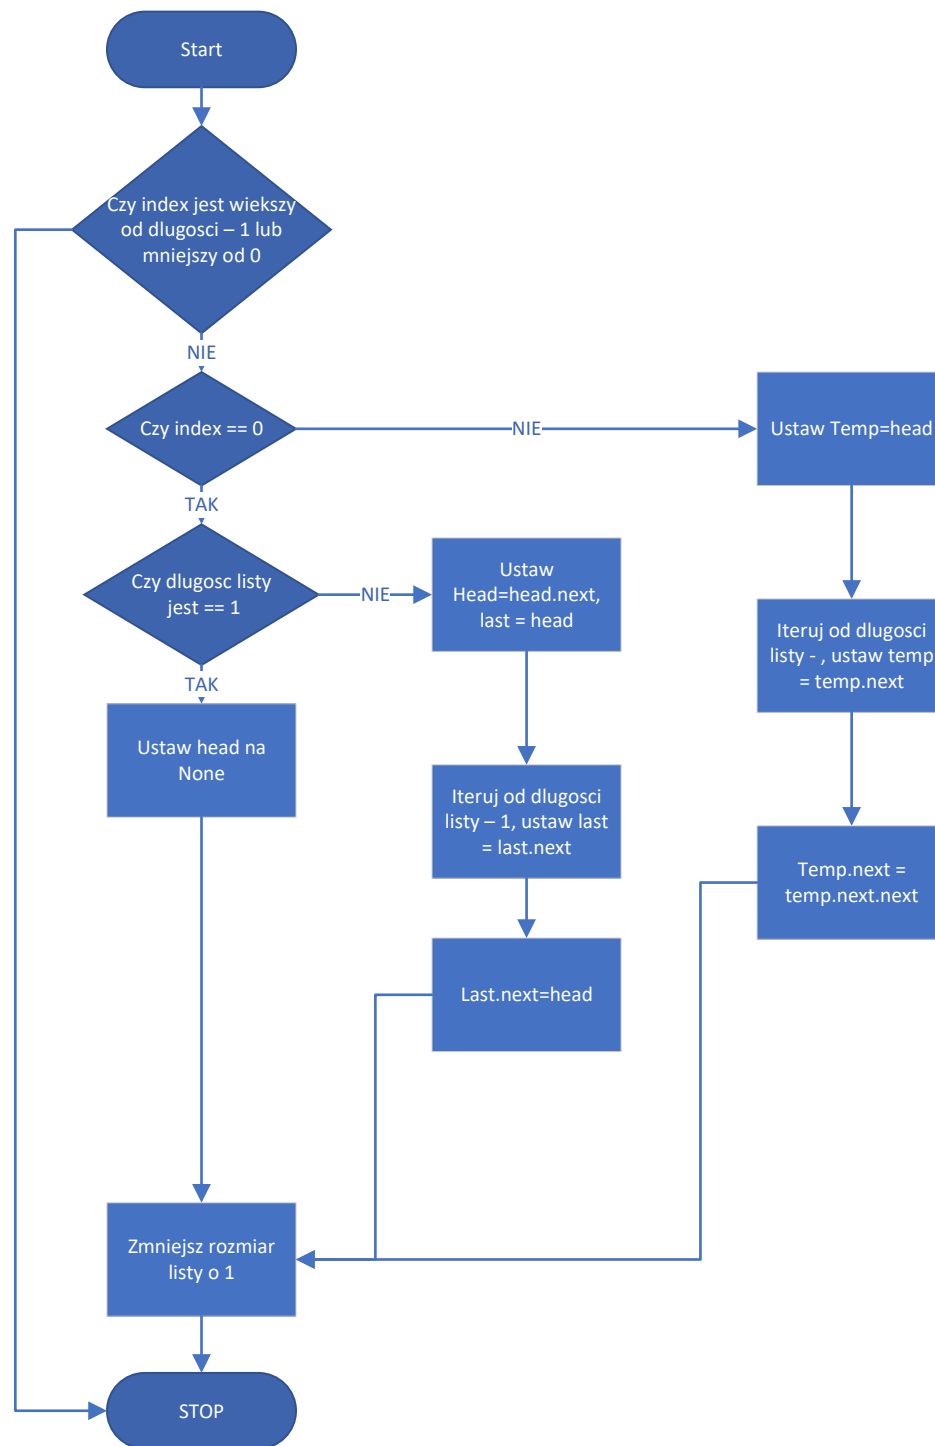 Start
Czy index jest wiekszy
od dlugosci – 1 lub
mniejszy od 0
NIE
Czy index == 0
NIE
Ustaw Temp=head
TAK
Czy dlugosc listy
jest == 1
NIE
Ustaw
Head=head.next,
last = head
Iteruj od dlugosci
listy - , ustaw temp
= temp.next
TAK
Ustaw head na
None
Iteruj od dlugosci
listy – 1, ustaw last
= last.next
Temp.next =
temp.next.next
Last.next=head
Zmniejsz rozmiar
listy o 1
STOP